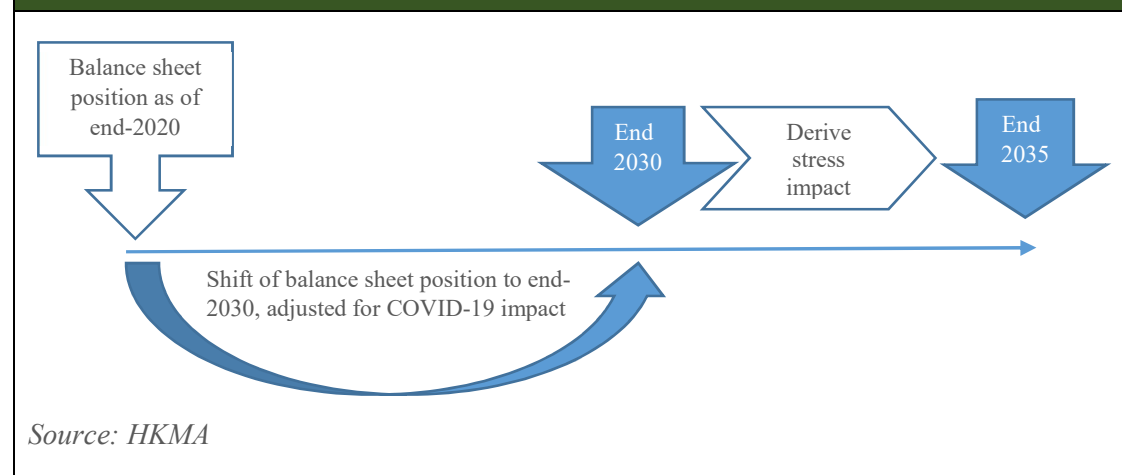 Balance sheet
position as of
end-2020
End
2030
Derive
stress
impact
End
2035
Shift of balance sheet position to end-
2030, adjusted for COVID-19 impact
Source: HKMA